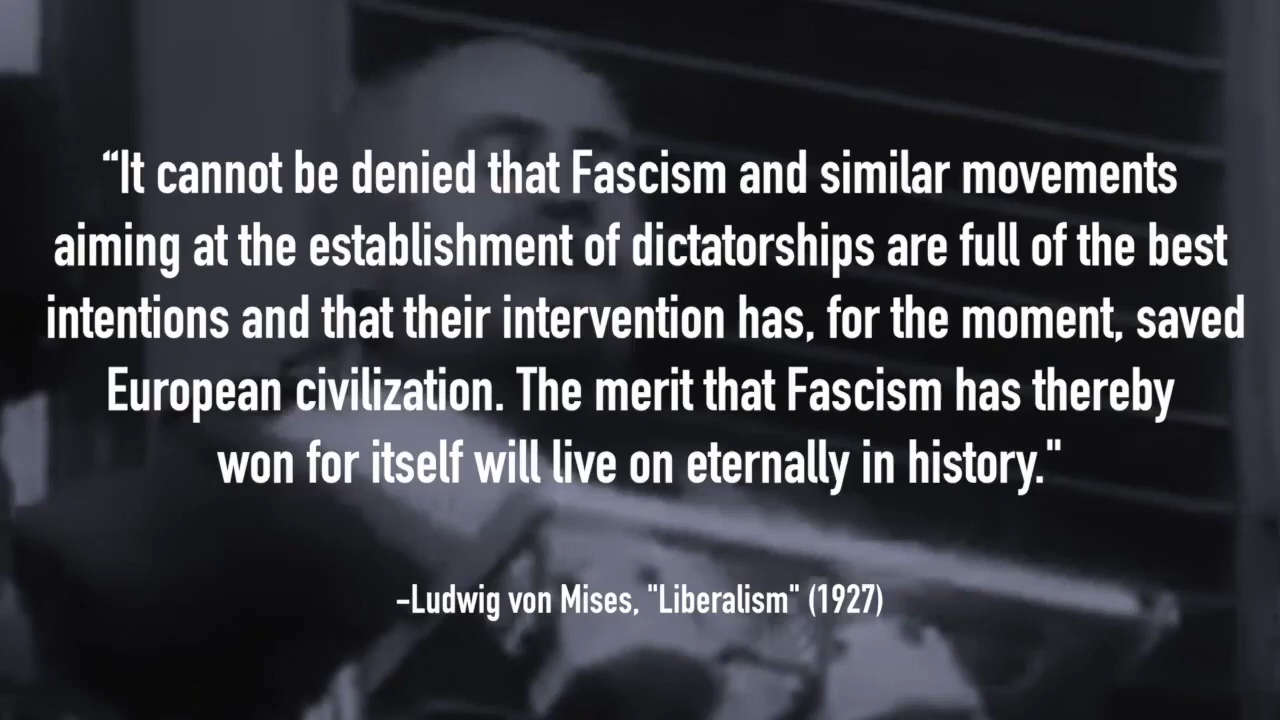 “It cannot be denied that Fascism and similar movements
aiming at the establishment of dictatorships are full of the best
intentions and that their intervention has, for the moment, saved
European civilization. The merit that Fascism has thereby
won for itself will live on eternally in history."
–Ludwig von Mises, "Liberalism" (1927)